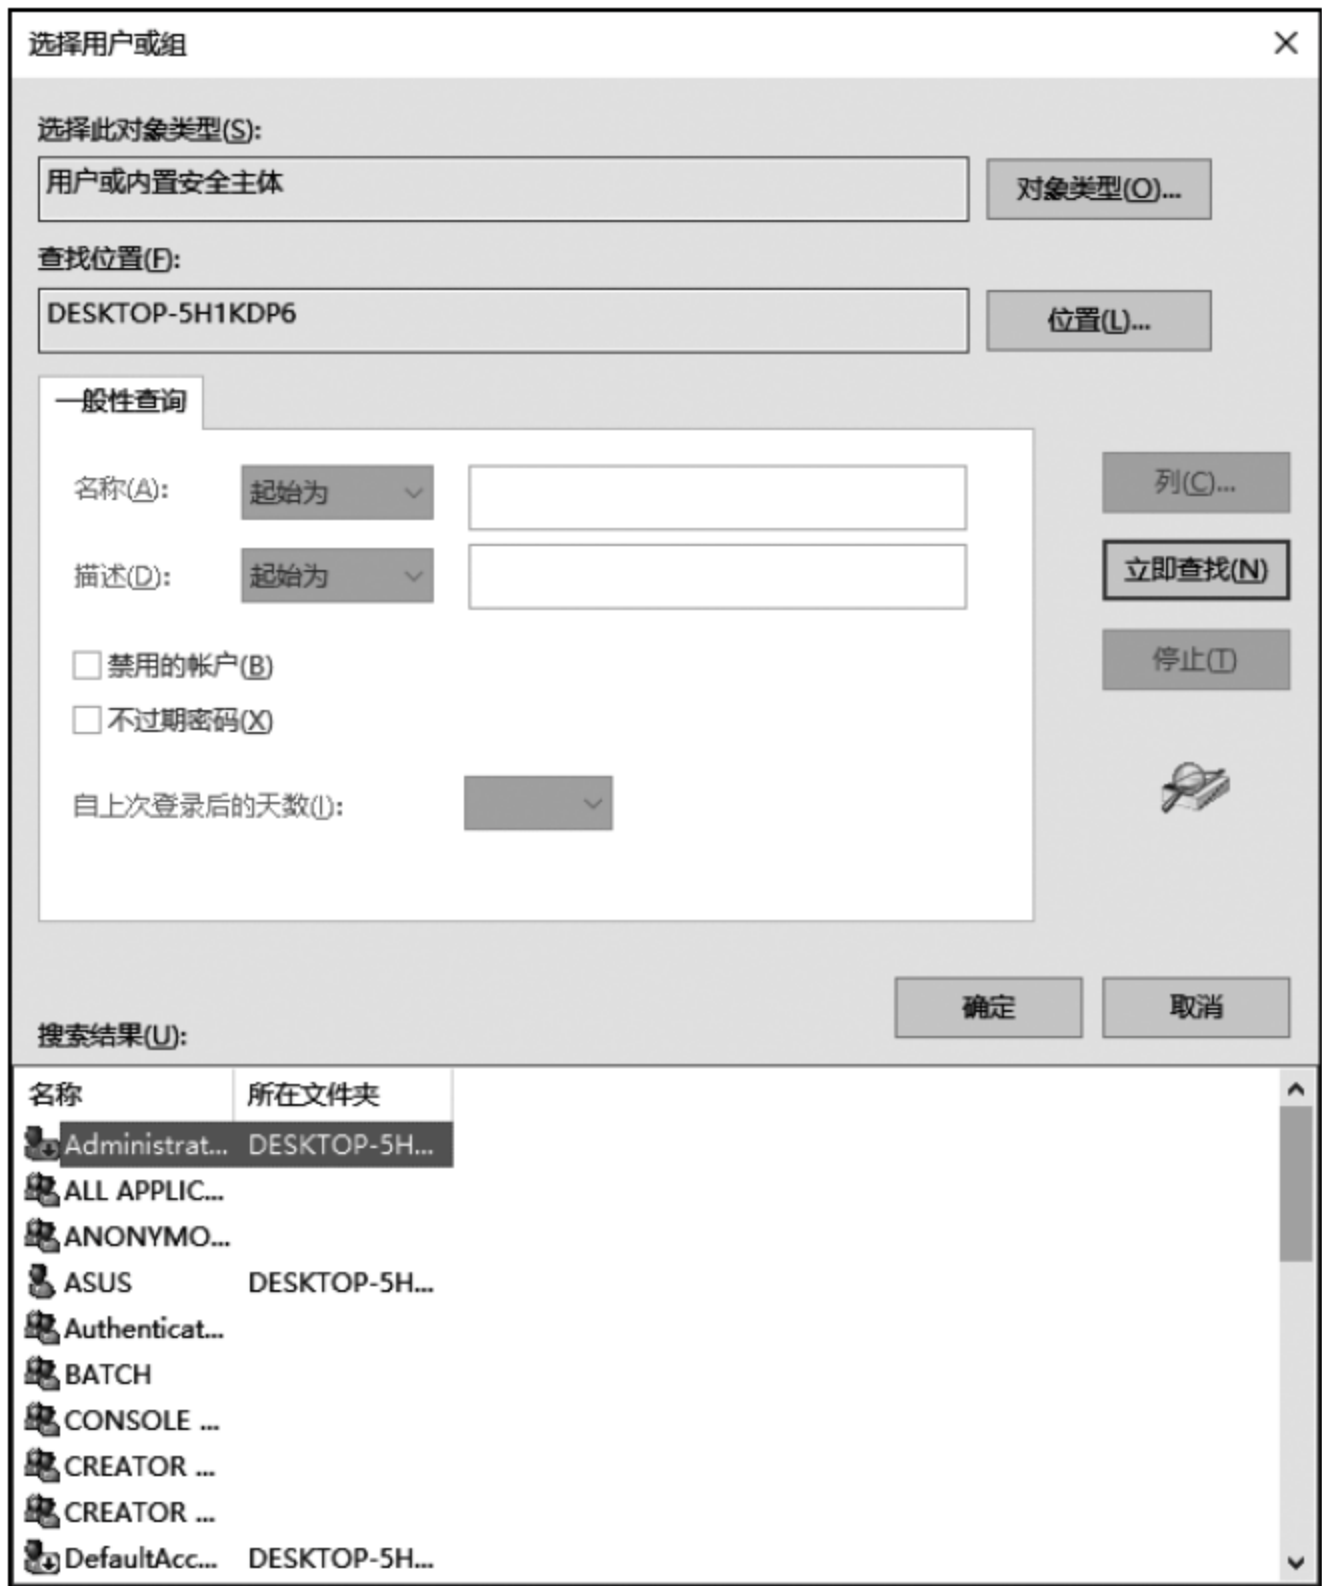 选择用户或组
选择此对象类型(S):
用户或内置安全主体
对象类型(O)...
查找位置(F):
DESKTOP-5H1KDP6
位置(L)...
一般性查询
名称(A):
起始为
列(C)...
描述(D):
起始为
立即查找(N)
禁用的帐户(B)
停止(T)
不过期密码(X)
自上次登录后的天数(I):
确定
取消
搜索结果(U):
名称 所在文件夹
Administrat... DESKTOP-5H...
ALL APPLIC...
ANONYMO...
ASUS DESKTOP-5H...
Authenticat...
BATCH
CONSOLE ...
CREATOR ...
CREATOR ...
DefaultAcc... DESKTOP-5H...